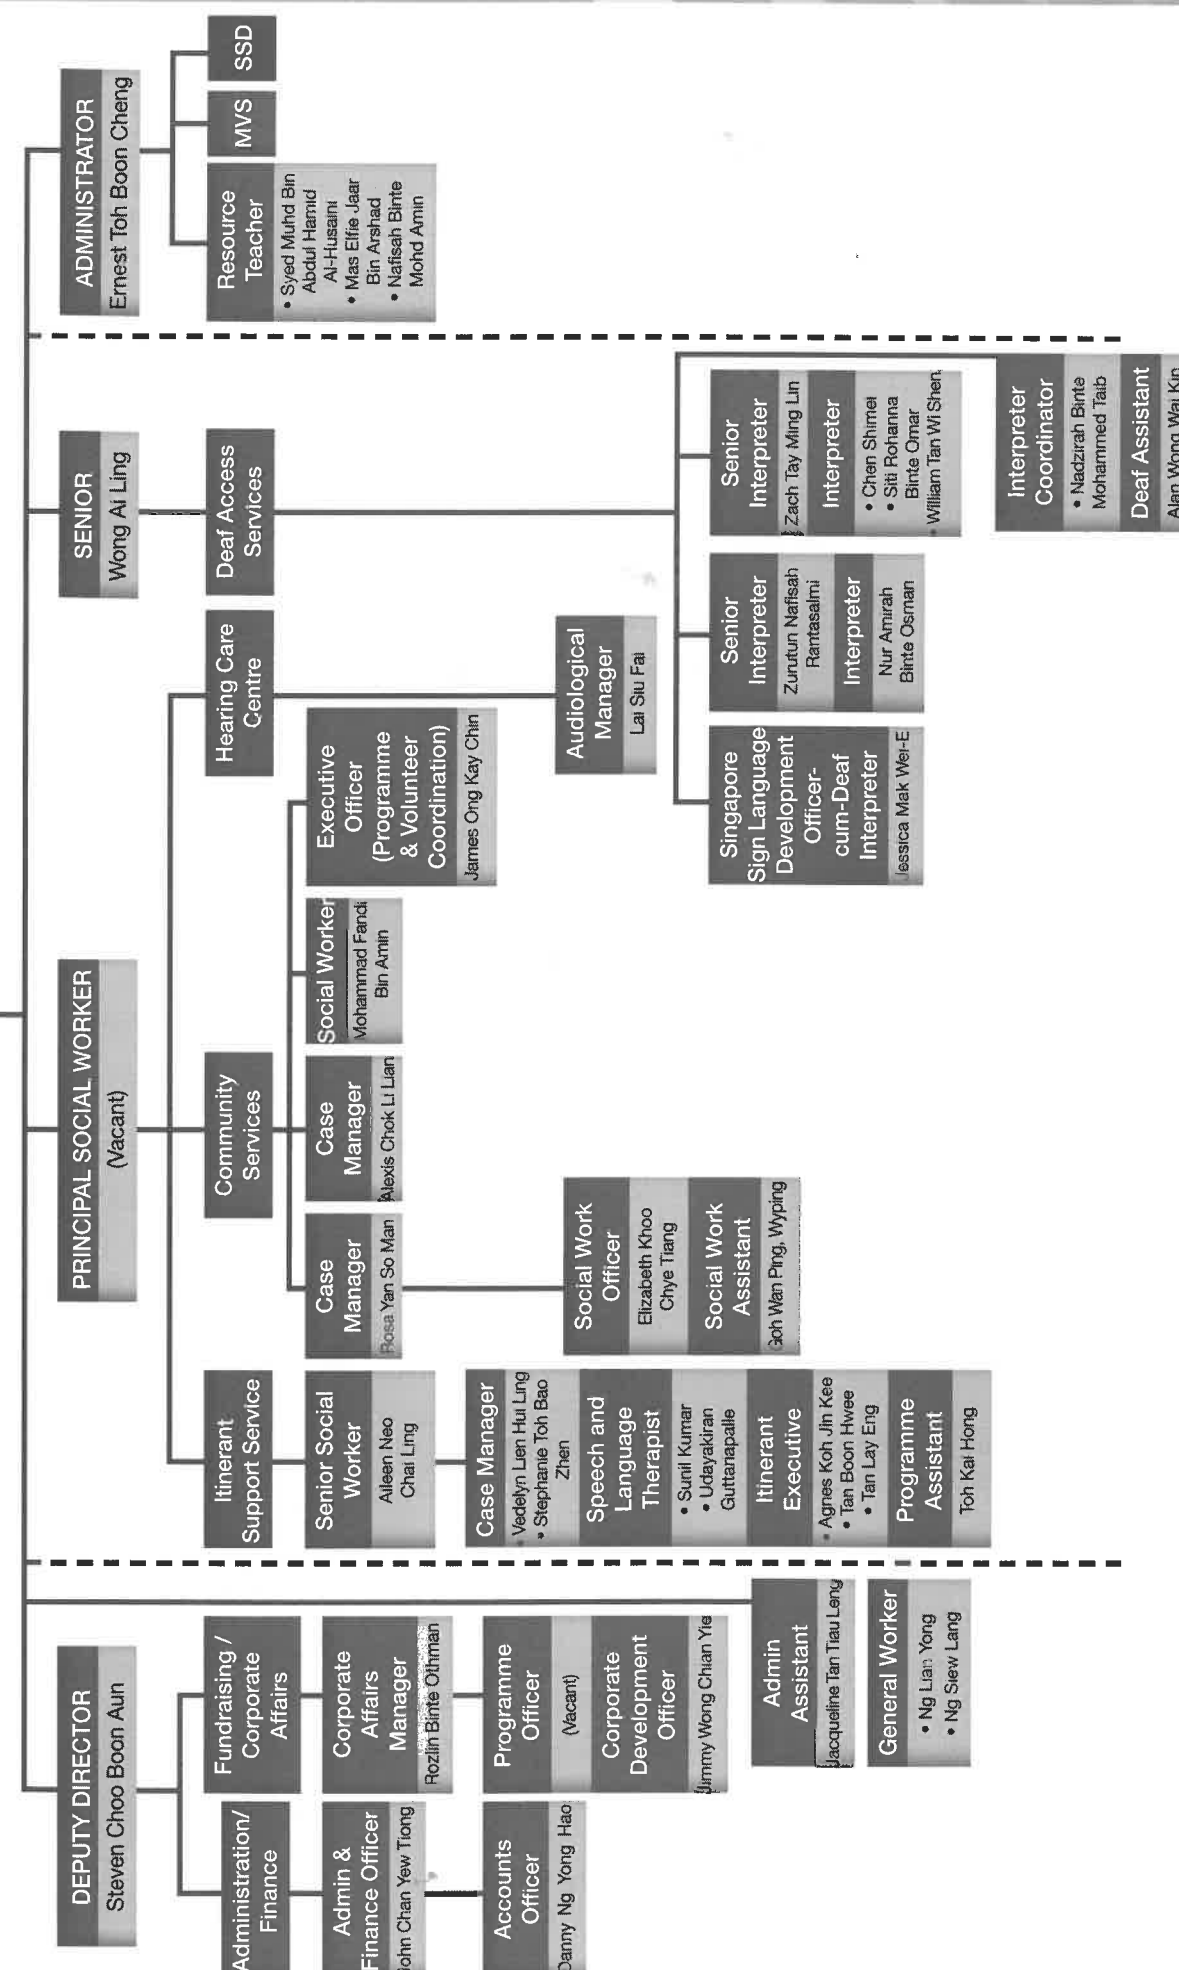 DEPUTY DIRECTOR
Steven Choo Boon Aun
Administration/
Finance
Admin &
Finance Officer
John Chan Yew Tiong
Accounts
Officer
Danny Ng Yong Hao
Fundraising /
Corporate
Affairs
Corporate
Affairs
Manager
Rozlin Binte Othman
Programme
Officer
(Vacant)
Corporate
Development
Officer
Jimmy Wong Chian Yie
Admin
Assistant
Jacqueline Tan Tiau Leng
General Worker
• Ng Lian Yong
• Ng Siew Lang
PRINCIPAL SOCIAL WORKER
(Vacant)
Itinerant
Support Service
Senior Social
Worker
Aileen Neo
Chai Ling
Case Manager
• Vedelyn Lien Hui Ling
• Stephanie Toh Bao
Zhen
Speech and
Language
Therapist
• Sunil Kumar
• Udayakiran
Guttanapalle
Itinerant
Executive
• Agnes Koh Jin Kee
• Tan Boon Hwee
• Tan Lay Eng
Programme
Assistant
Toh Kai Hong
Community
Services
Case
Manager
Rosa Yan So Man
Social Work
Officer
Elizabeth Khoo
Chye Tiang
Social Work
Assistant
Goh Wan Ping, Wyping
Case
Manager
Alexis Chok Li Lian
Social Worker
Mohammad Fandi
Bin Amin
Executive
Officer
(Programme
& Volunteer
Coordination)
James Ong Kay Chin
Hearing Care
Centre
Audiological
Manager
Lai Siu Fai
SENIOR
Wong Ai Ling
Deaf Access
Services
Singapore
Sign Language
Development
Officer-
cum-Deaf
Interpreter
Jessica Mak Wei-E
Senior
Interpreter
Zurutun Nafisah
Rantasalmi
Interpreter
Nur Amirah
Binte Osman
Senior
Interpreter
Zach Tay Ming Lin
Interpreter
• Chen Shimei
• Siti Rohanna
Binte Omar
• William Tan Wi Shen
Interpreter
Coordinator
• Nadzirah Binte
Mohammed Taib
Deaf Assistant
Alan Wong Wai Kin
ADMINISTRATOR
Ernest Toh Boon Cheng
Resource
Teacher
• Syed Muhd Bin
Abdul Hamid
Al-Husaini
• Mas Elfie Jaar
Bin Arshad
• Nafisah Binte
Mohd Amin
MVS
SSD